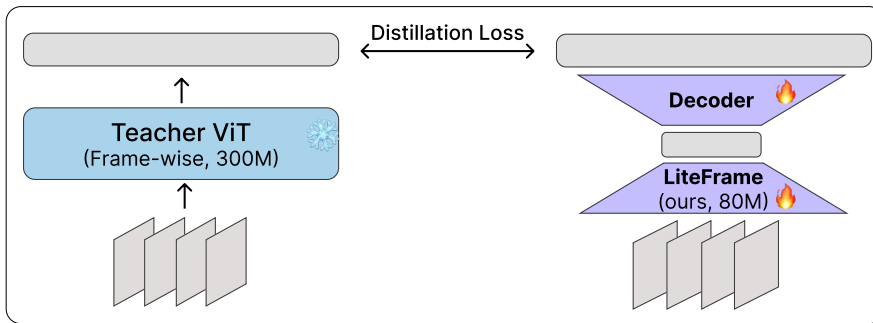 Distillation Loss
Teacher ViT
(Frame-wise, 300M)
Decoder
LiteFrame
(ours, 80M)